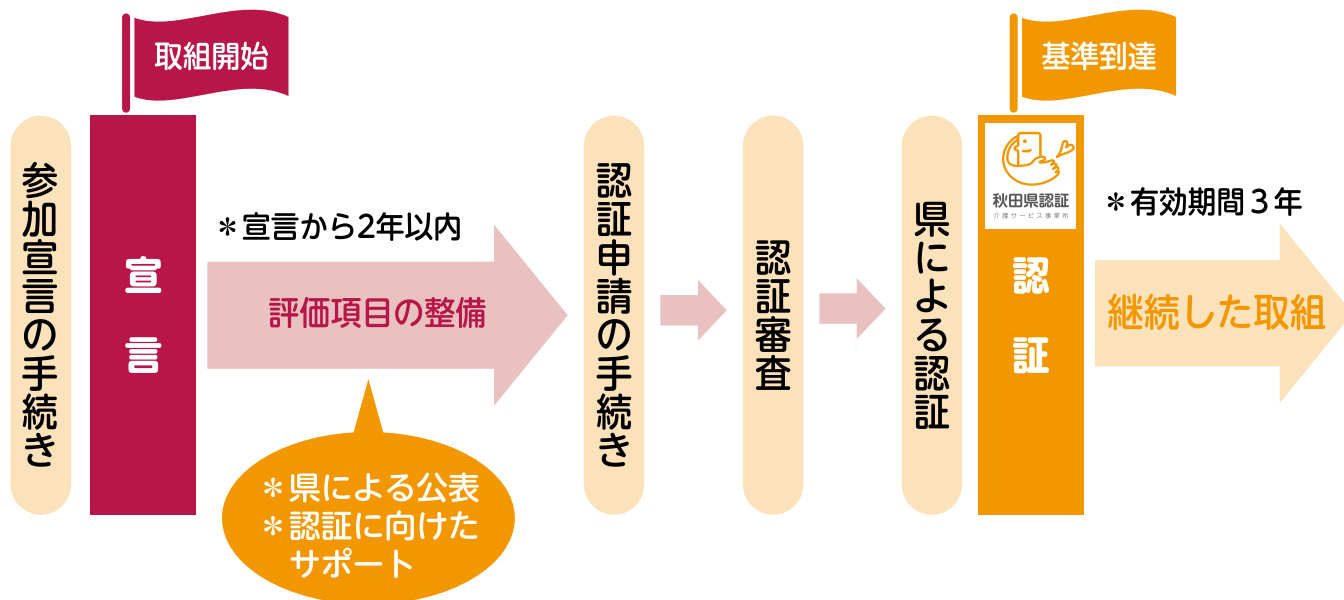 取組開始
参加宣言の手続き
宣言
＊宣言から2年以内
評価項目の整備
＊県による公表
＊認証に向けた
サポート
認証申請の手続き
認証審査
県による認証
基準到達
秋田県認証
介護サービス事業所
認証
＊有効期間３年
継続した取組